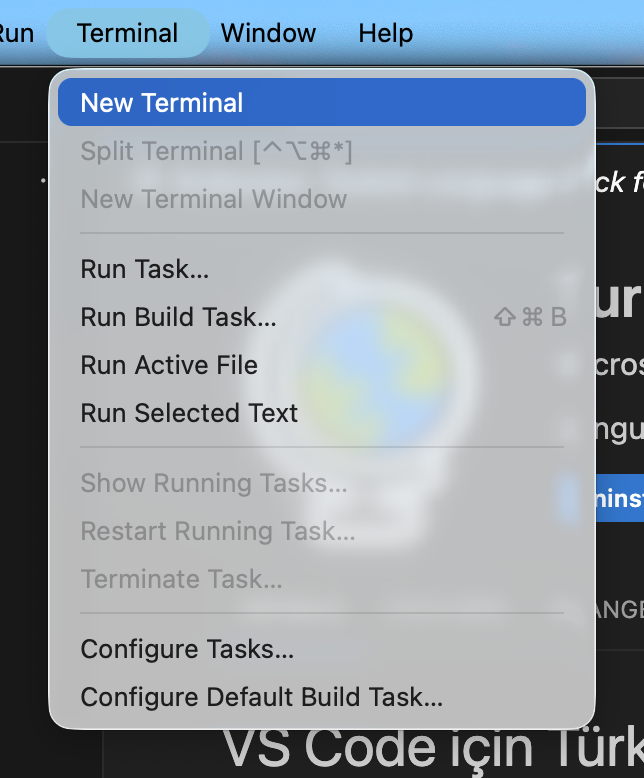 Run Terminal Window Help
New Terminal
Split Terminal [^⌥⌘*]
New Terminal Window
Run Task...
Run Build Task... ⇧⌘B
Run Active File
Run Selected Text
Show Running Tasks...
Restart Running Task...
Terminate Task...
Configure Tasks...
Configure Default Build Task...
VS Code için Türk